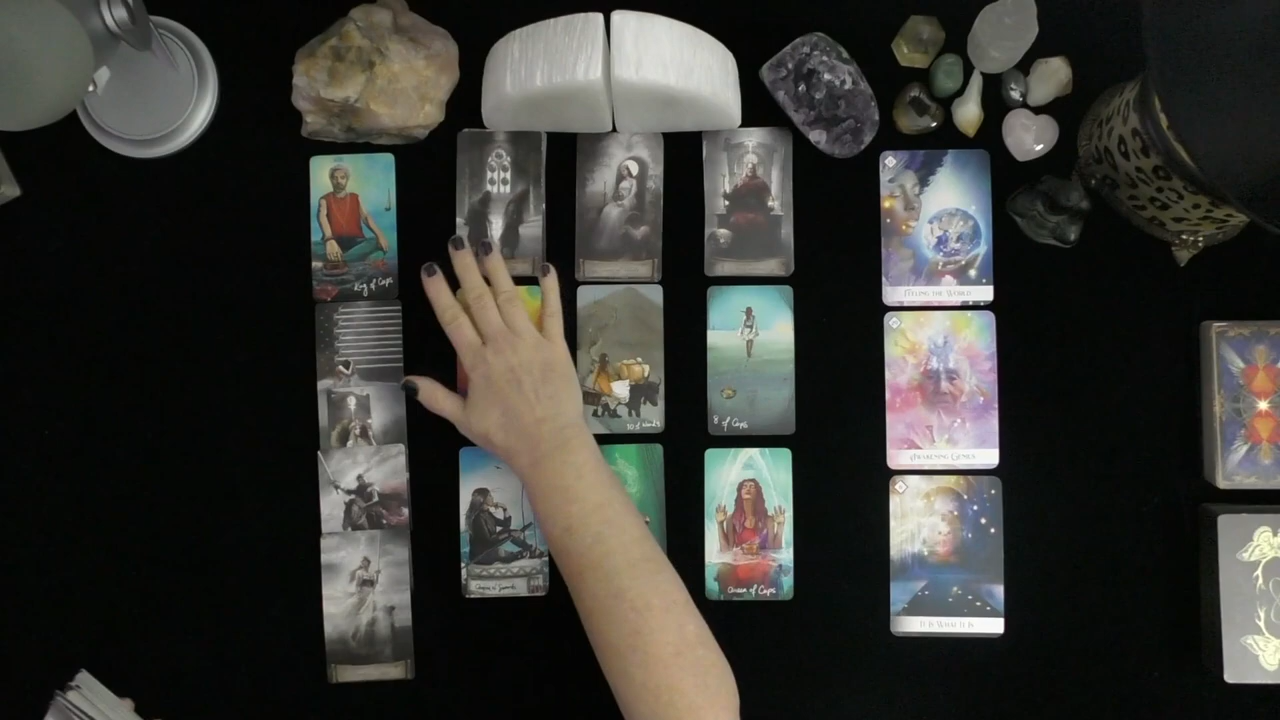 King of Cups
10 of Wands
8 of Cups
Queen of Swords
Queen of Cups
FEELING THE WORLD
AWAKENING GENIUS
IT IS WHAT IT IS